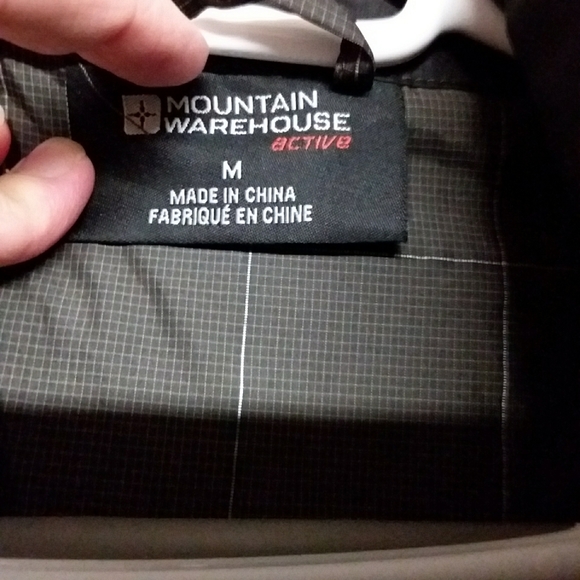 MOUNTAIN
WAREHOUSE
active
M
MADE IN CHINA
FABRIQUÉ EN CHINE